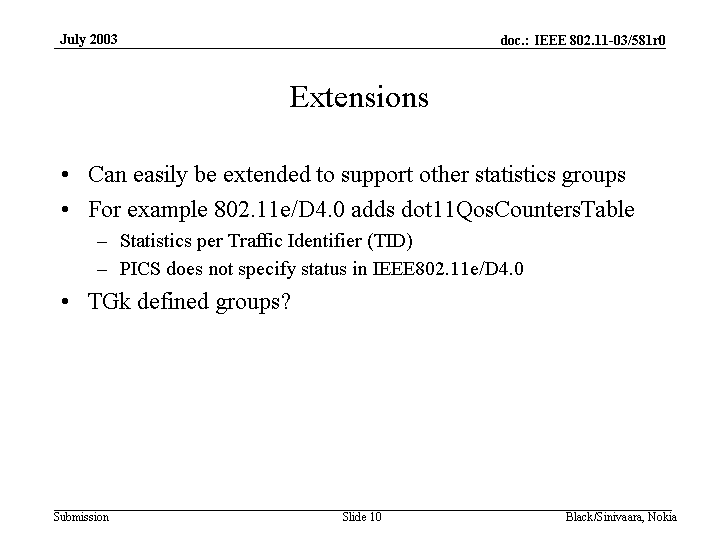 July 2003
doc.: IEEE 802.11-03/581r0
Extensions
• Can easily be extended to support other statistics groups
• For example 802.11e/D4.0 adds dot11QosCountersTable
– Statistics per Traffic Identifier (TID)
– PICS does not specify status in IEEE802.11e/D4.0
• TGk defined groups?
Submission
Slide 10
Black/Sinivaara, Nokia